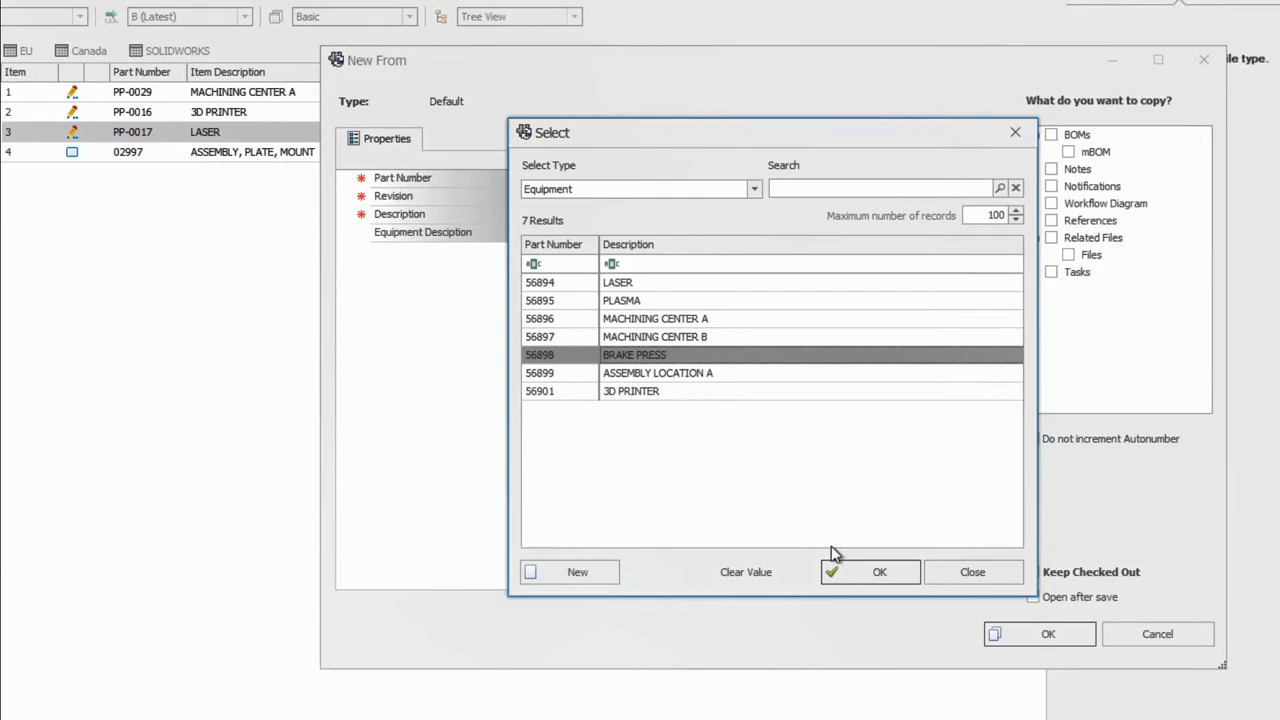 B (Latest)
Basic
Tree View
EU
Canada
SOLIDWORKS
Item
Part Number
Item Description
1
PP-0029
MACHINING CENTER A
2
PP-0016
3D PRINTER
3
PP-0017
LASER
4
02997
ASSEMBLY, PLATE, MOUNT
New From
ile type.
Type:
Default
Properties
Part Number
Revision
Description
Equipment Desciption
Select
Select Type
Search
Equipment
7 Results
Maximum number of records
100
Part Number
Description
56894
LASER
56895
PLASMA
56896
MACHINING CENTER A
56897
MACHINING CENTER B
56898
BRAKE PRESS
56899
ASSEMBLY LOCATION A
56901
3D PRINTER
New
Clear Value
OK
Close
What do you want to copy?
BOMs
mBOM
Notes
Notifications
Workflow Diagram
References
Related Files
Files
Tasks
Do not increment Autonumber
Keep Checked Out
Open after save
OK
Cancel